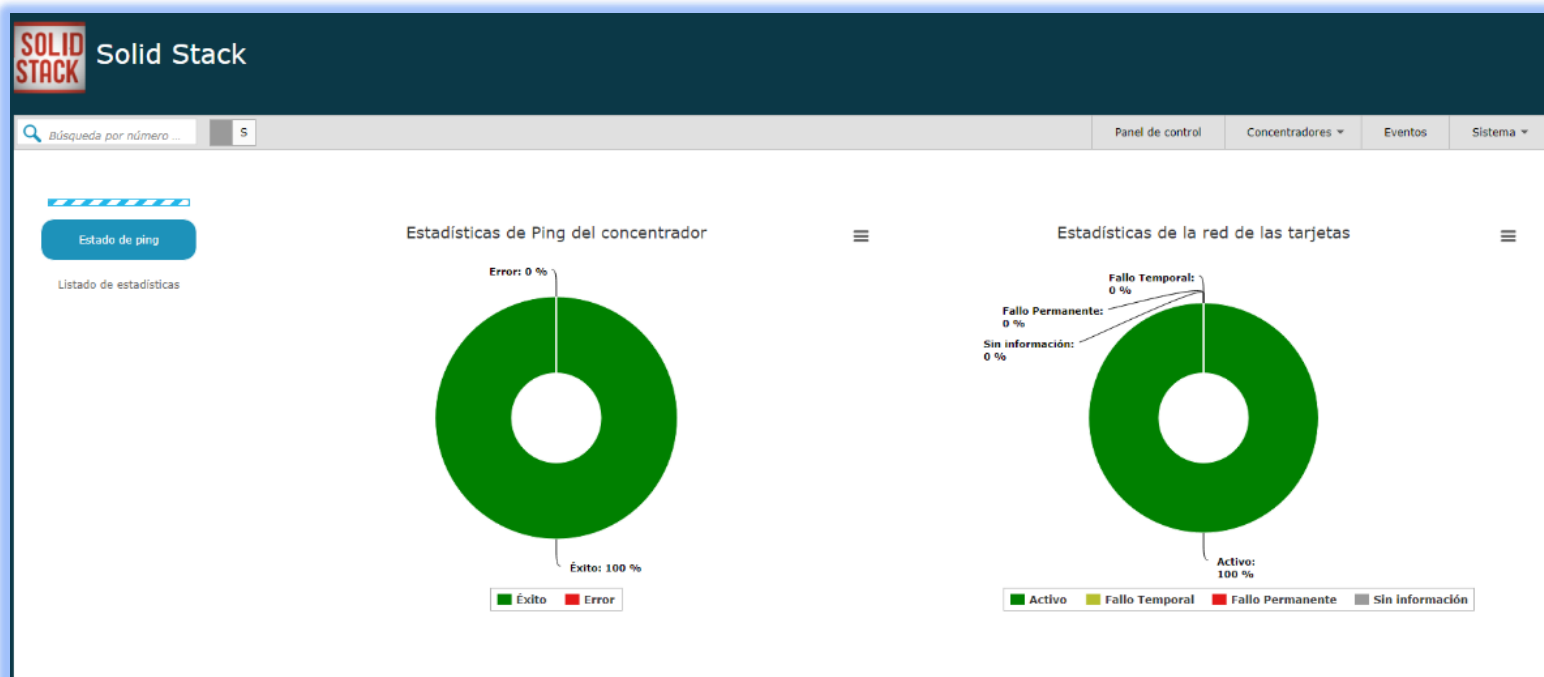 SOLID
STACK
Solid Stack
Búsqueda por número ...
S
Panel de control
Concentradores
Eventos
Sistema
Estado de ping
Listado de estadísticas
Estadísticas de Ping del concentrador
Error: 0 %
Éxito: 100 %
Éxito
Error
Estadísticas de la red de las tarjetas
Fallo Temporal:
0 %
Fallo Permanente:
0 %
Sin información:
0 %
Activo:
100 %
Activo
Fallo Temporal
Fallo Permanente
Sin información